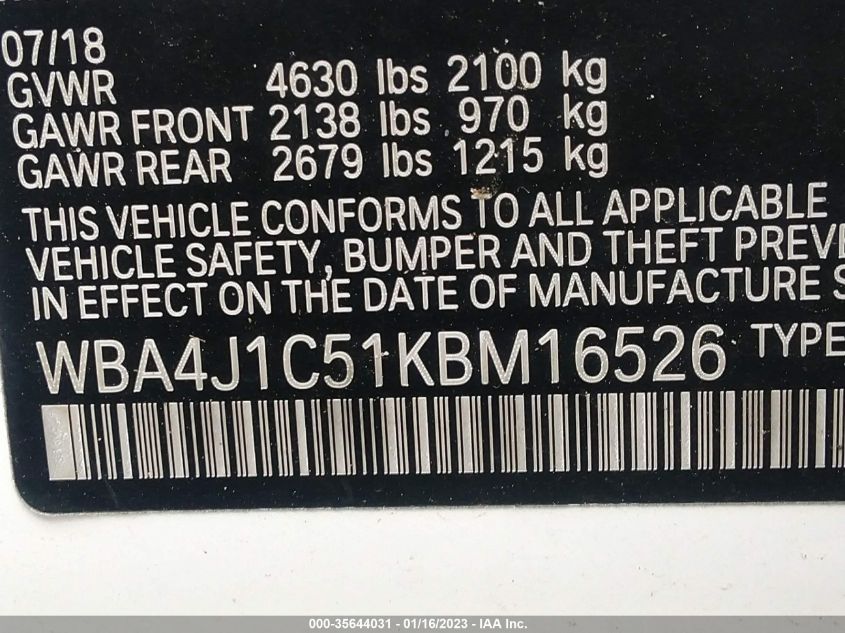 07/18
GVWR 4630 lbs 2100 kg
GAWR FRONT 2138 lbs 970 kg
GAWR REAR 2679 lbs 1215 kg
THIS VEHICLE CONFORMS TO ALL APPLICABLE
VEHICLE SAFETY, BUMPER AND THEFT PREVE
IN EFFECT ON THE DATE OF MANUFACTURE S
WBA4J1C51KBM16526 TYPE
000-35644031 - 01/16/2023 - IAA Inc.